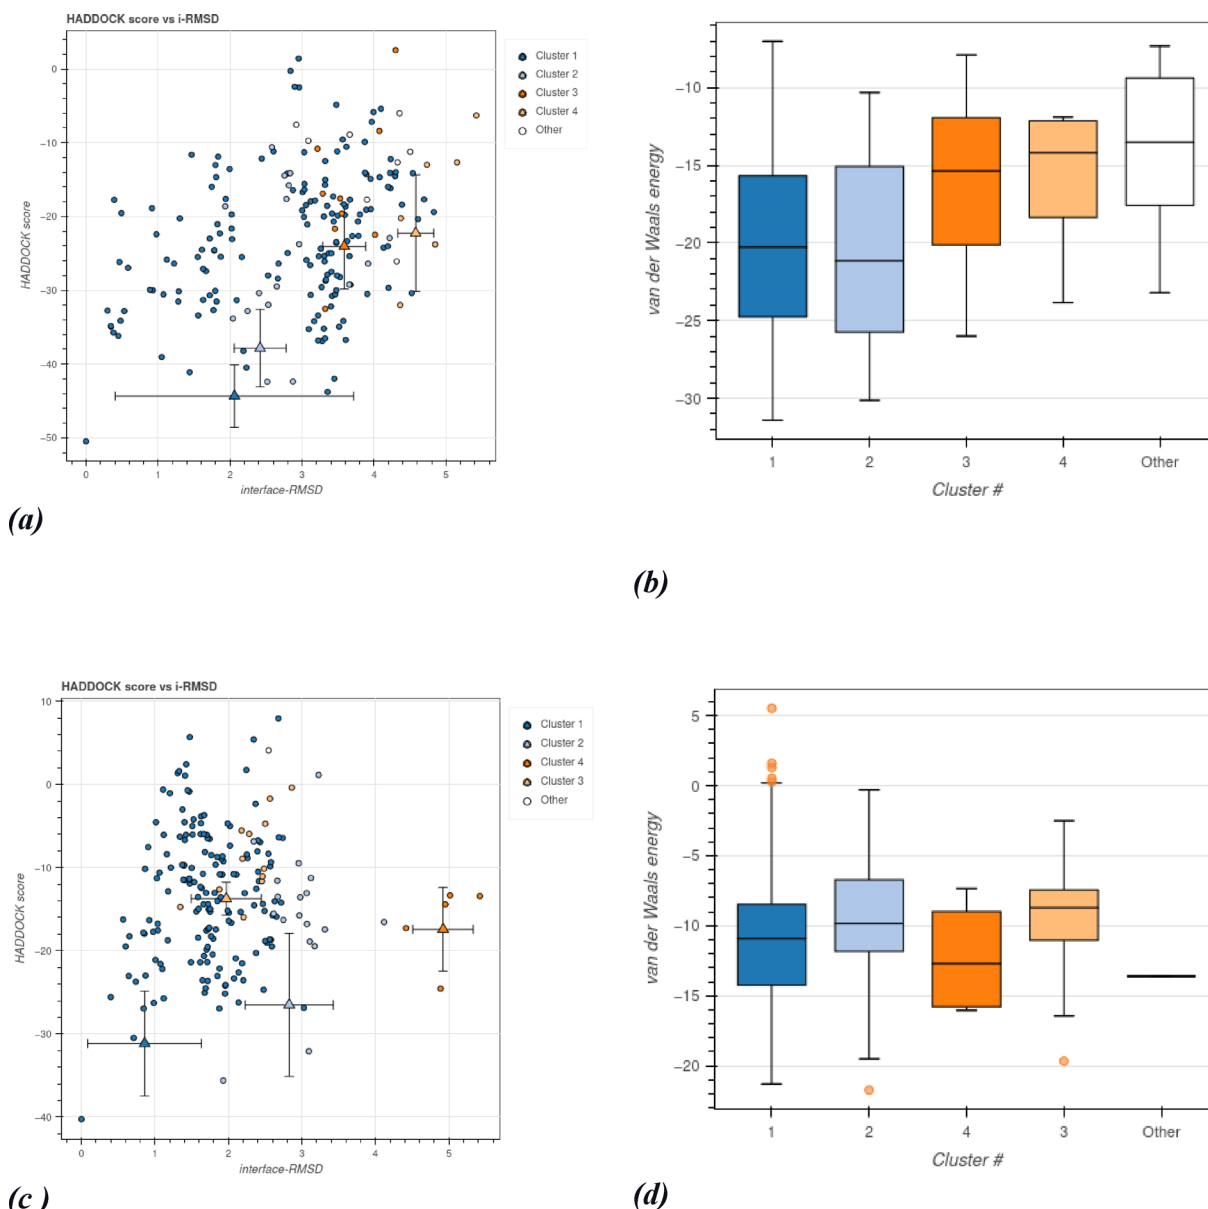 HADDOCK score vs i-RMSD
0
−10
−20
−30
−40
−50
HADDOCK score
0 1 2 3 4 5
interface-RMSD
Cluster 1
Cluster 2
Cluster 3
Cluster 4
Other
(a)
−10
−15
−20
−25
−30
van der Waals energy
1 2 3 4 Other
Cluster #
(b)
HADDOCK score vs i-RMSD
10
0
−10
−20
−30
−40
HADDOCK score
0 1 2 3 4 5
interface-RMSD
Cluster 1
Cluster 2
Cluster 4
Cluster 3
Other
(c )
5
0
−5
−10
−15
−20
van der Waals energy
1 2 4 3 Other
Cluster #
(d)